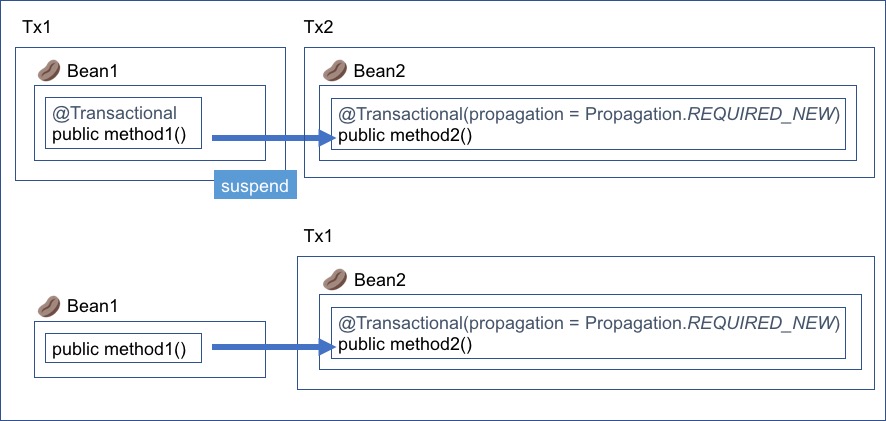 Tx1
Tx2
Bean1
Bean2
@Transactional
public method1()
@Transactional(propagation = Propagation.REQUIRED_NEW)
public method2()
suspend
Tx1
Bean2
Bean1
@Transactional(propagation = Propagation.REQUIRED_NEW)
public method2()
public method1()